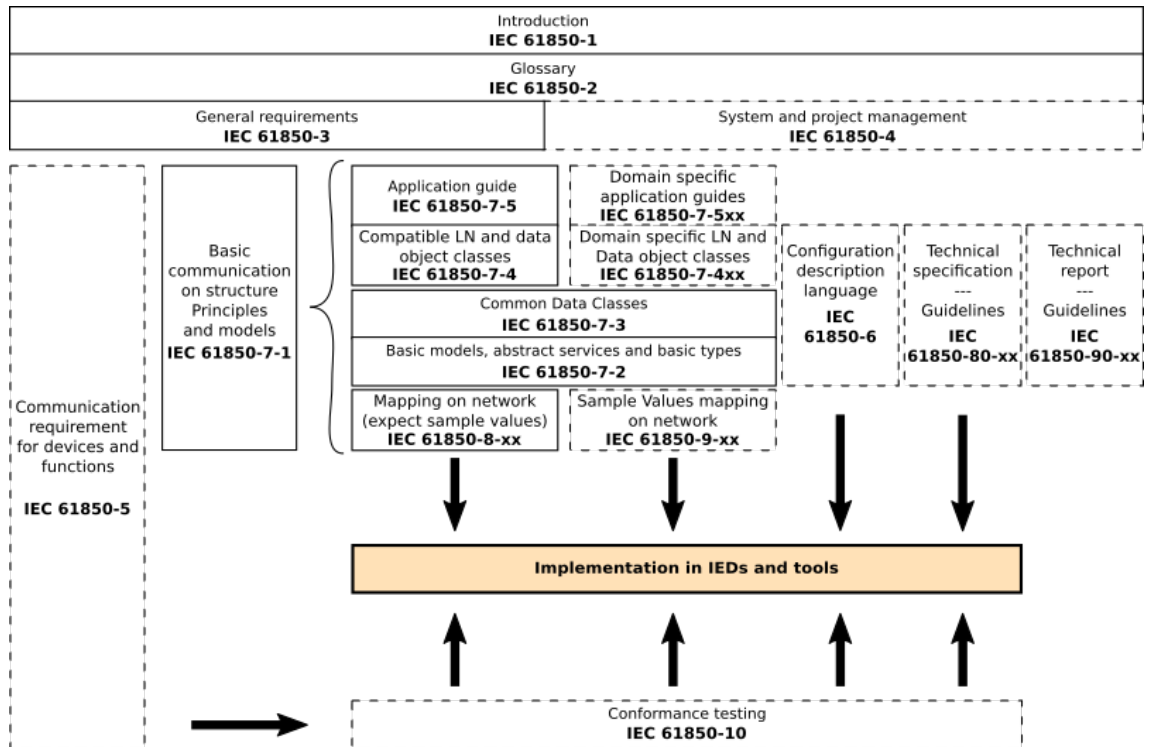 Introduction
IEC 61850-1
Glossary
IEC 61850-2
General requirements
IEC 61850-3
System and project management
IEC 61850-4
Communication
requirement
for devices and
functions
IEC 61850-5
Basic
communication
on structure
Principles
and models
IEC 61850-7-1
Application guide
IEC 61850-7-5
Domain specific
application guides
IEC 61850-7-5xx
Compatible LN and data
object classes
IEC 61850-7-4
Domain specific LN and
Data object classes
IEC 61850-7-4xx
Common Data Classes
IEC 61850-7-3
Basic models, abstract services and basic types
IEC 61850-7-2
Mapping on network
(expect sample values)
IEC 61850-8-xx
Sample Values mapping
on network
IEC 61850-9-xx
Configuration
description
language
IEC
61850-6
Technical
specification
---
Guidelines
IEC
61850-80-xx
Technical
report
---
Guidelines
IEC
61850-90-xx
Implementation in IEDs and tools
Conformance testing
IEC 61850-10